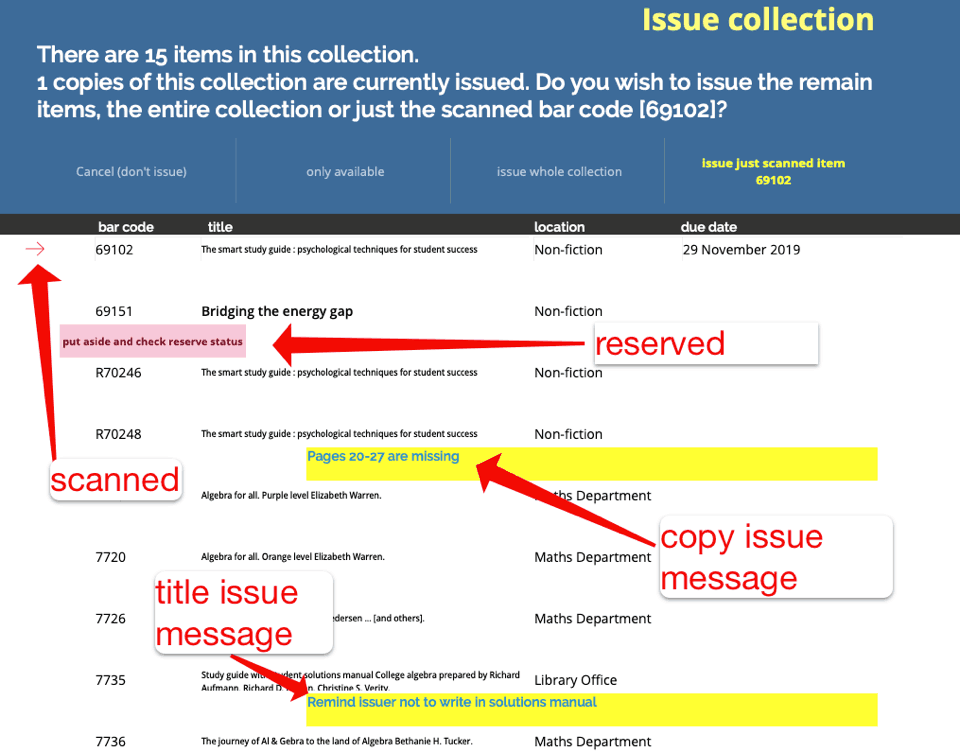 Issue collection
There are 15 items in this collection.
1 copies of this collection are currently issued. Do you wish to issue the remain
items, the entire collection or just the scanned bar code [69102]?
Cancel (don't issue)
only available
issue whole collection
issue just scanned item
69102
bar code title location due date
69102 The smart study guide : psychological techniques for student success Non-fiction 29 November 2019
69151 Bridging the energy gap Non-fiction
put aside and check reserve status
reserved
R70246 The smart study guide : psychological techniques for student success Non-fiction
R70248 The smart study guide : psychological techniques for student success Non-fiction
Pages 20-27 are missing
scanned
Algebra for all. Purple level Elizabeth Warren. Department
copy issue
message
7720 Algebra for all. Orange level Elizabeth Warren. Maths Department
title issue
message
7726 ... [and others]. Maths Department
7735 Study guide student solutions manual College algebra prepared by Richard Library Office
Aufmann, Richard D. Christine S. Verity.
Remind issuer not to write in solutions manual
7736 The journey of Al & Gebra to the land of Algebra Bethanie H. Tucker. Maths Department